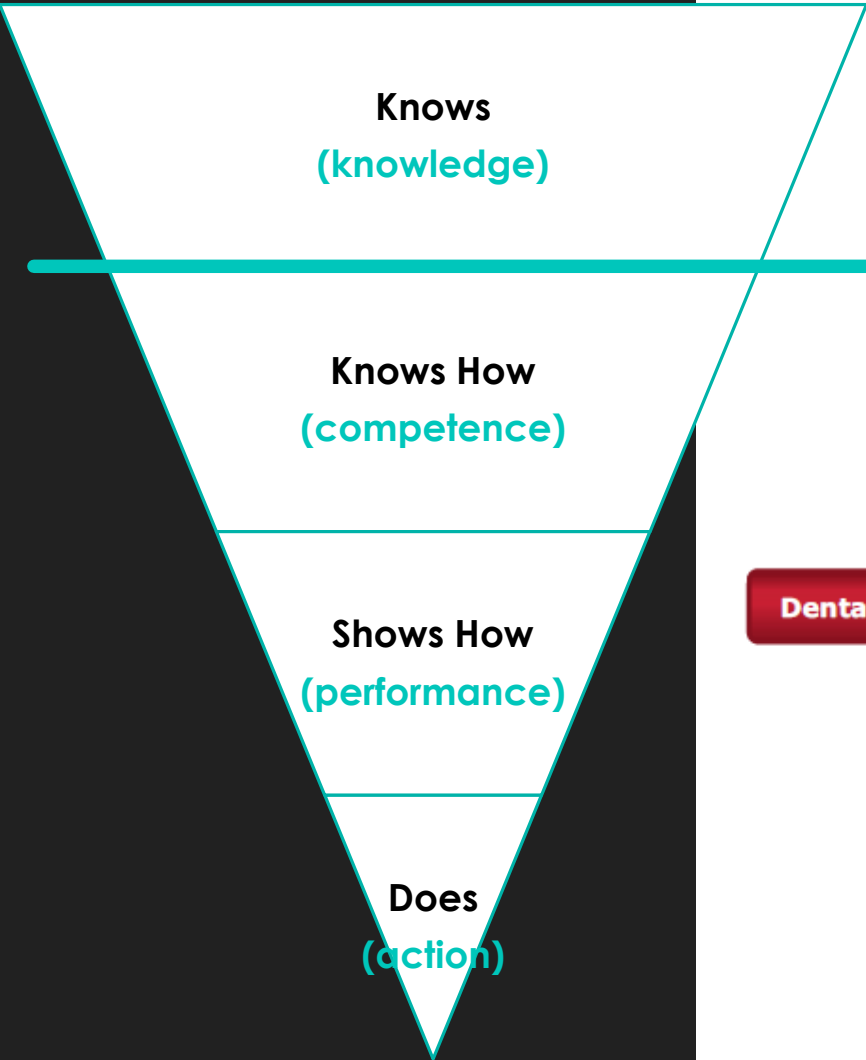 Knows
(knowledge)
Knows How
(competence)
Shows How
(performance)
Denta
Does
(action)